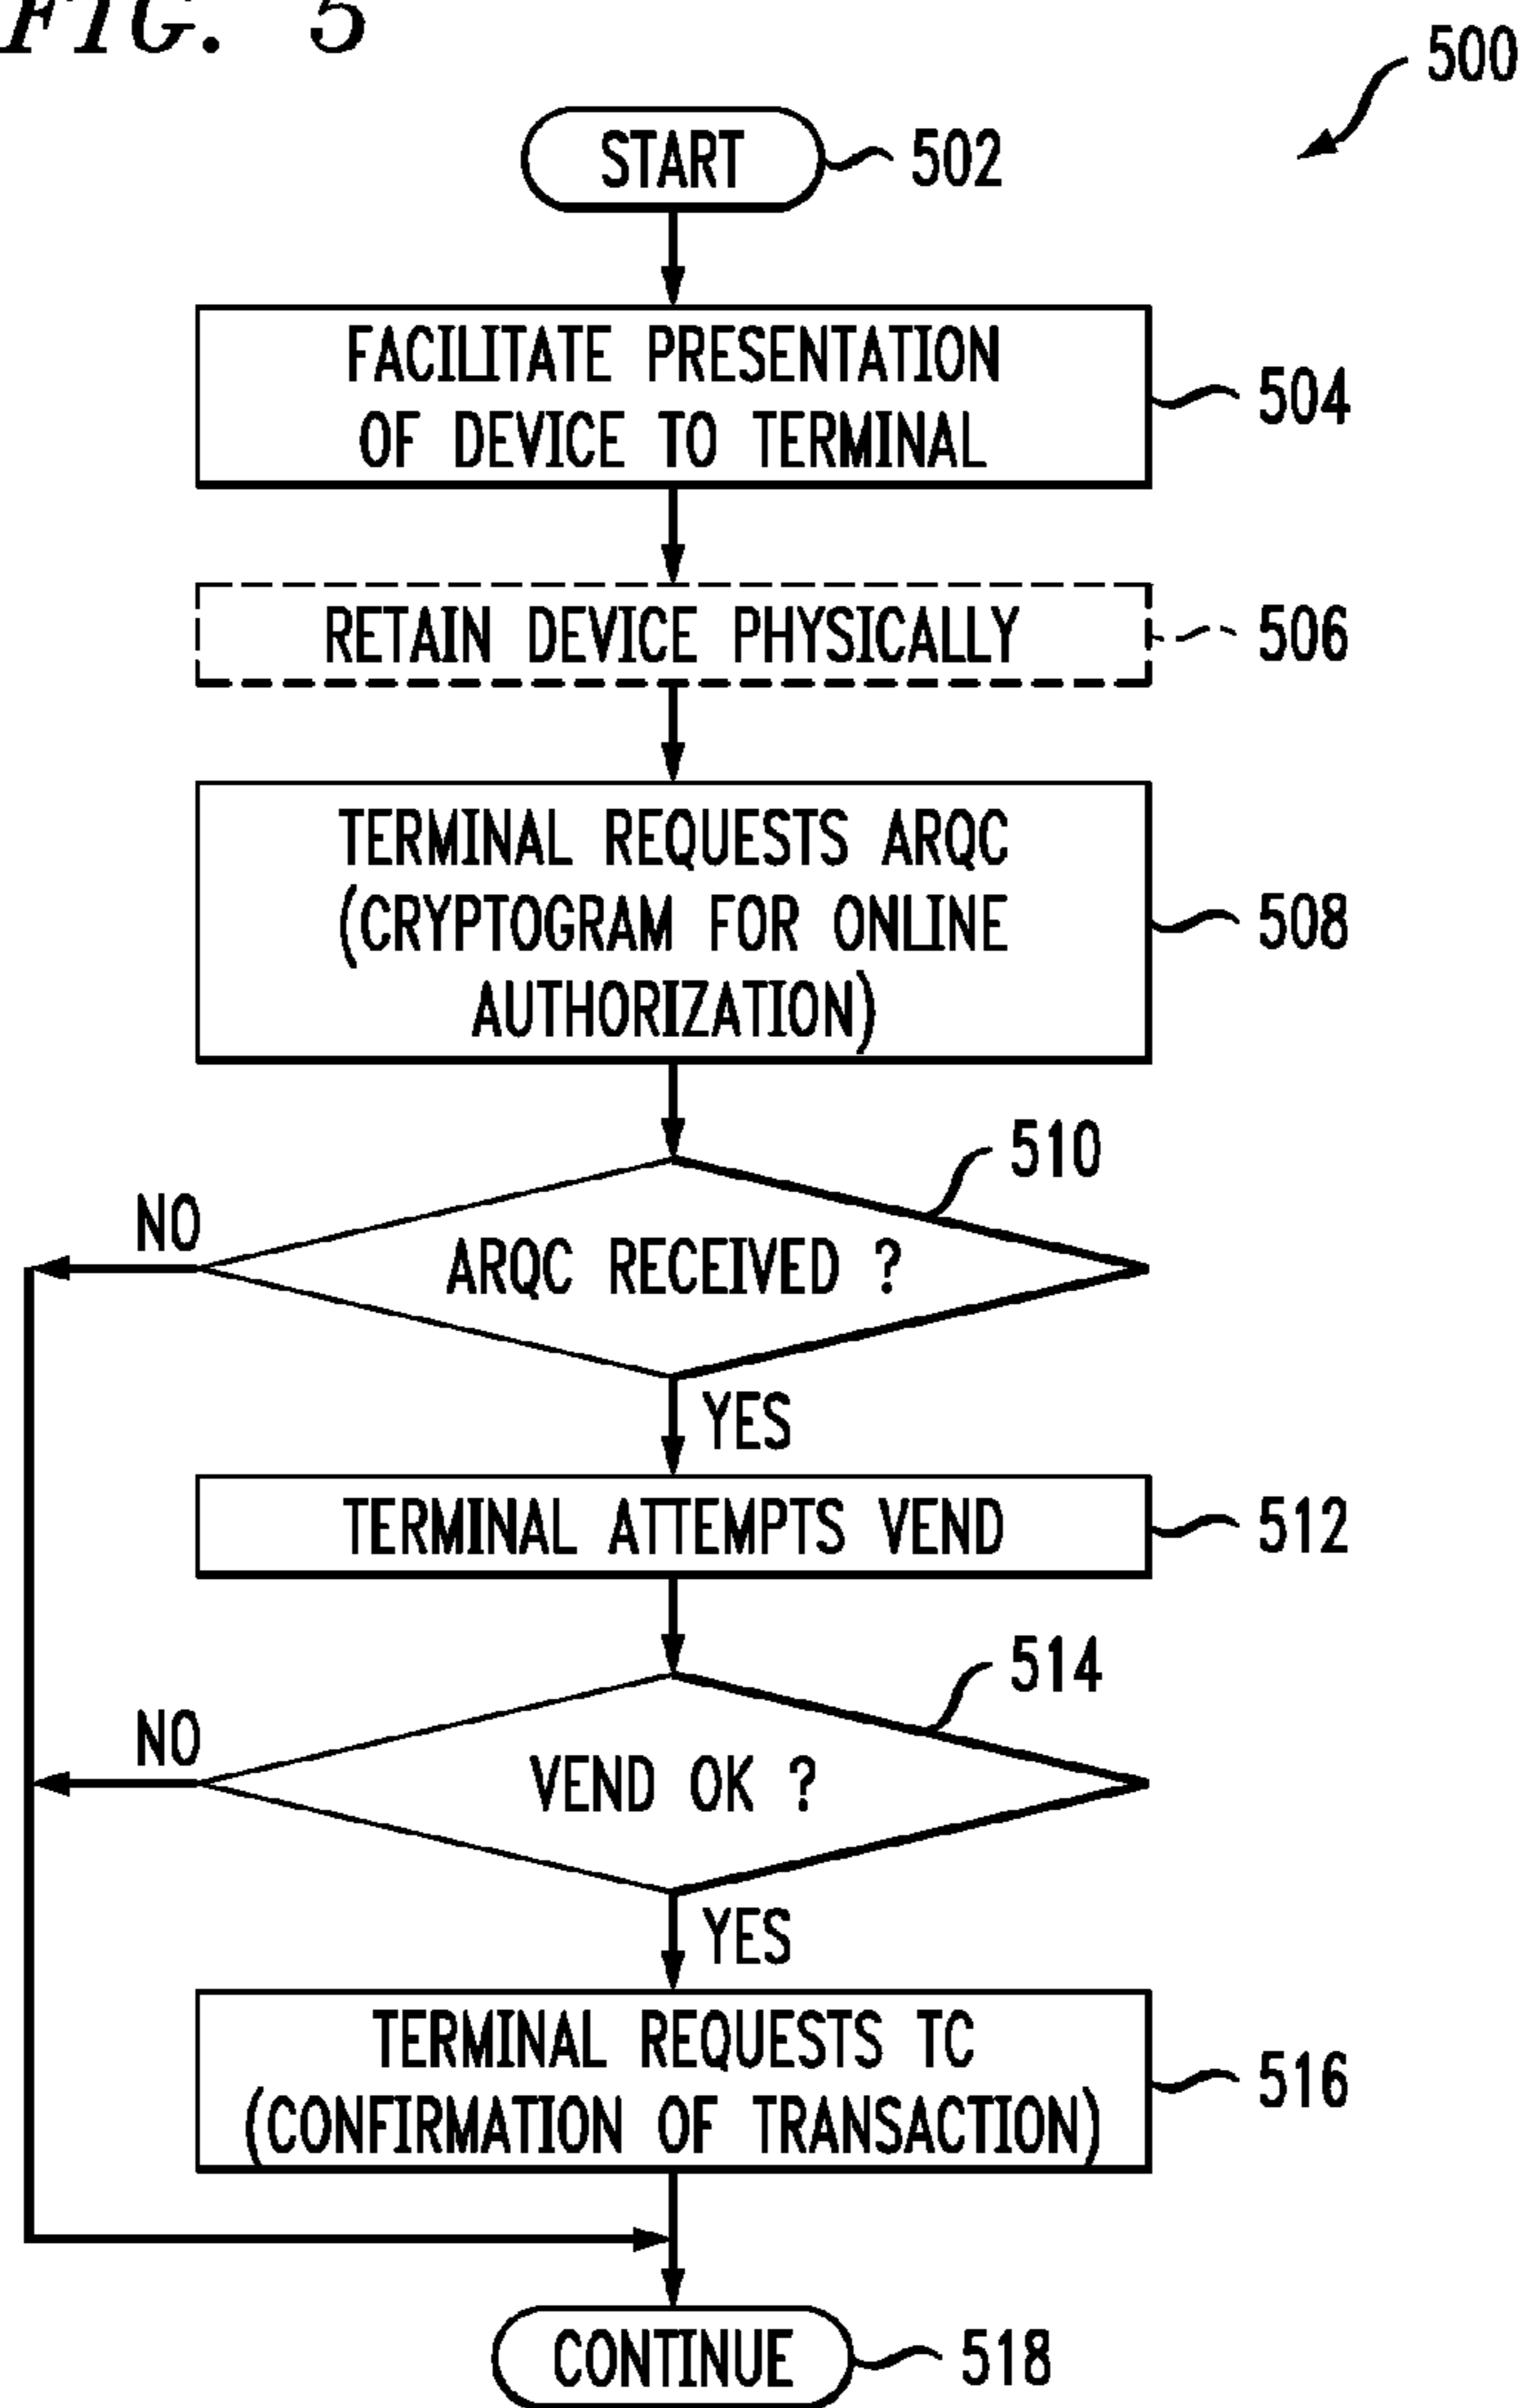 FIG. 5
500
START
502
FACILITATE PRESENTATION
OF DEVICE TO TERMINAL
504
RETAIN DEVICE PHYSICALLY
506
TERMINAL REQUESTS ARQC
(CRYPTOGRAM FOR ONLINE
AUTHORIZATION)
508
510
NO
ARQC RECEIVED ?
YES
TERMINAL ATTEMPTS VEND
512
514
NO
VEND OK ?
YES
TERMINAL REQUESTS TC
(CONFIRMATION OF TRANSACTION)
516
CONTINUE
518